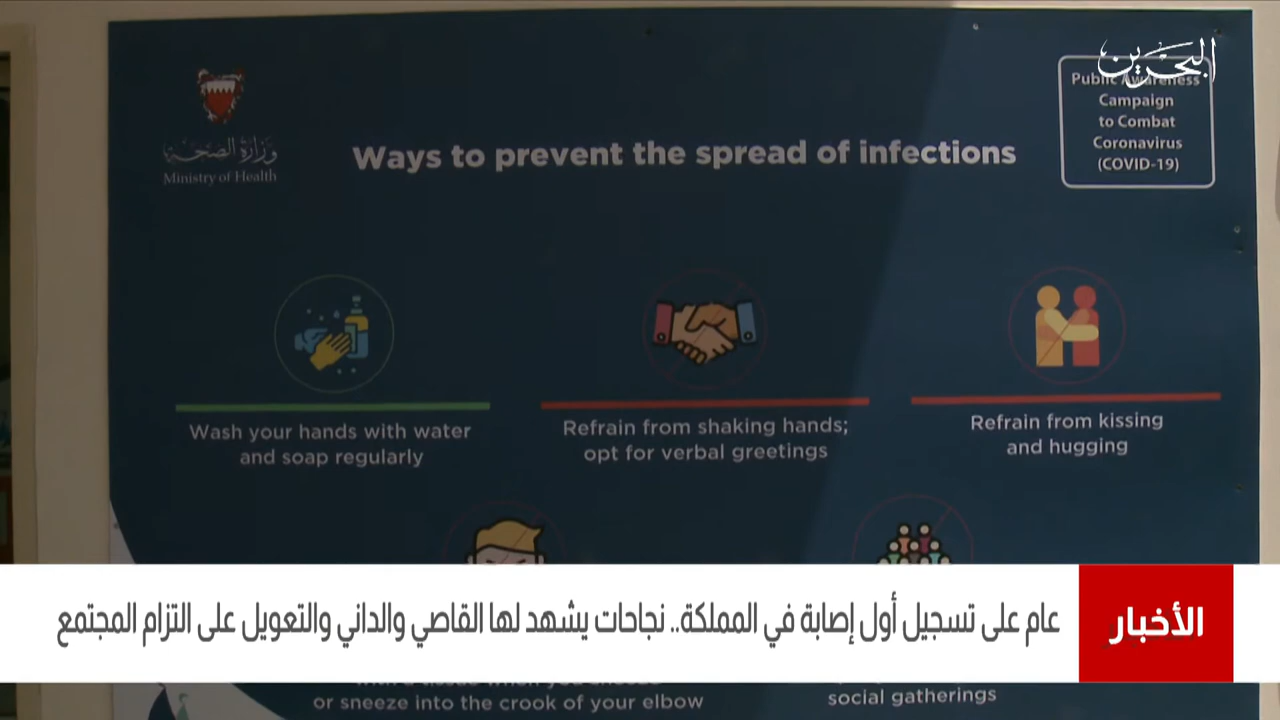 البحرين
Public Awareness
Campaign
to Combat
Coronavirus
(COVID-19)
وزارة الصحة
Ministry of Health
Ways to prevent the spread of infections
Wash your hands with water
and soap regularly
Refrain from shaking hands;
opt for verbal greetings
Refrain from kissing
and hugging
الأخبار
عام على تسجيل أول إصابة في المملكة.. نجاحات يشهد لها القاصي والداني والتعويل على التزام المجتمع
or sneeze into the crook of your elbow
social gatherings